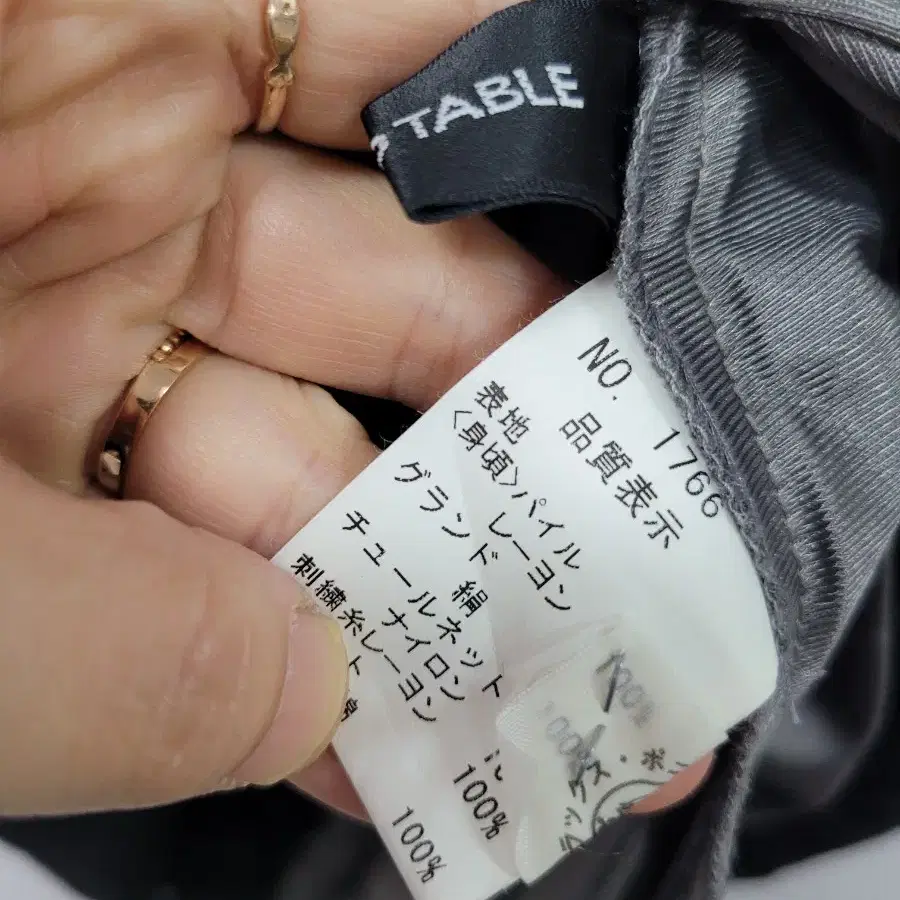 TABLE
NO. 1766
品質表示
表地
〈身頃〉パイル
レーヨン
グランド
絹
チュールネット
ナイロン
刺繍糸レーヨン
100%
100%
100%
100%